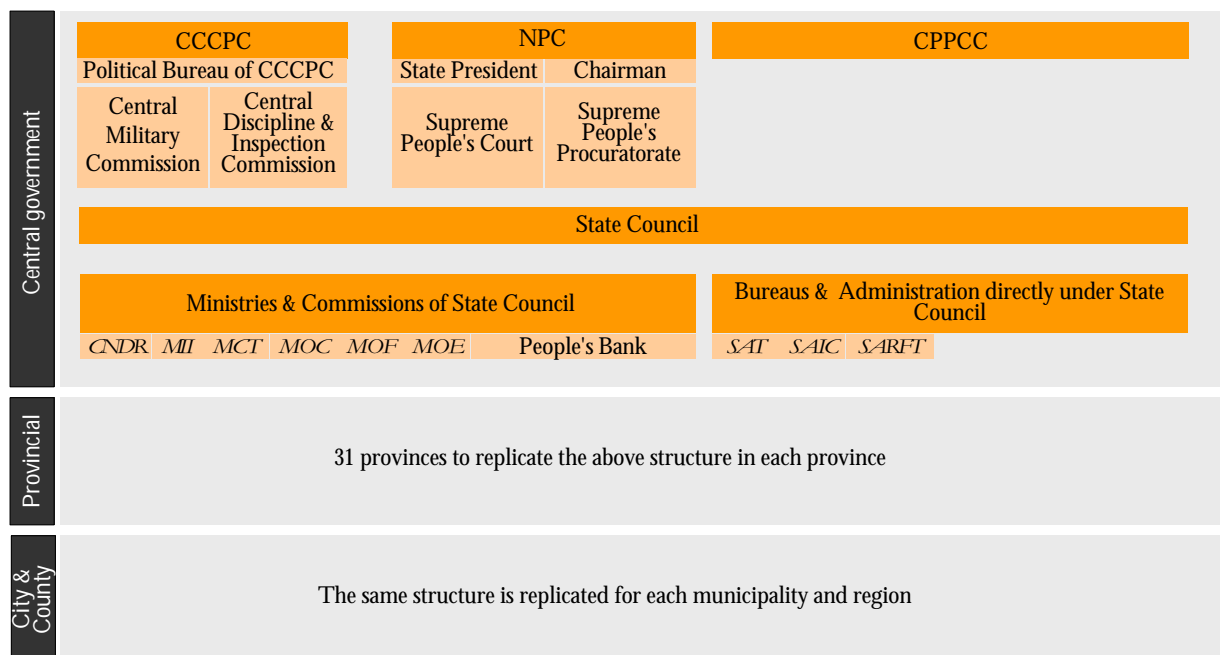 Central government
CCCPC
Political Bureau of CCCPC
Central
Military
Commission
Central
Discipline &
Inspection
Commission
NPC
State President
Chairman
Supreme
People's Court
Supreme
People's
Procuratorate
CPPCC
State Council
Ministries & Commissions of State Council
CNDR MII MCT MOC MOF MOE People's Bank
Bureaus & Administration directly under State
Council
SAT SAIC SARFT
Provincial
31 provinces to replicate the above structure in each province
City &
County
The same structure is replicated for each municipality and region